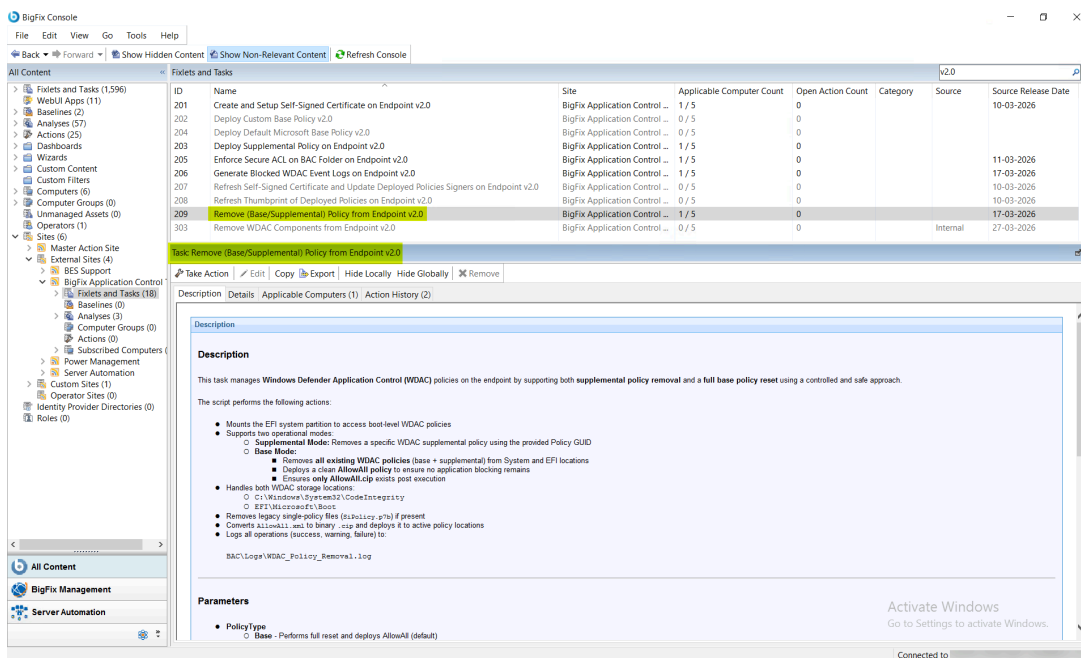 BigFix Console
File Edit View Go Tools Help
Back Forward Show Hidden Content Show Non-Relevant Content Refresh Console
All Content « Fixlets and Tasks v2.0
Fixlets and Tasks (1,596)
WebUI Apps (11)
Baselines (2)
Analyses (57)
Actions (25)
Dashboards
Wizards
Custom Content
Custom Filters
Computers (6)
Computer Groups (0)
Unmanaged Assets (0)
Operators (1)
Sites (6)
Master Action Site
External Sites (4)
BES Support
BigFix Application Control
Fixlets and Tasks (18)
Baselines (0)
Analyses (3)
Computer Groups (0)
Actions (0)
Subscribed Computers (
Power Management
Server Automation
Custom Sites (1)
Operator Sites (0)
Identity Provider Directories (0)
Roles (0)
All Content
BigFix Management
Server Automation
ID Name Site Applicable Computer Count Open Action Count Category Source Source Release Date
201 Create and Setup Self-Signed Certificate on Endpoint v2.0 BigFix Application Control ... 1 / 5 0 10-03-2026
202 Deploy Custom Base Policy v2.0 BigFix Application Control ... 0 / 5 0
204 Deploy Default Microsoft Base Policy v2.0 BigFix Application Control ... 0 / 5 0
203 Deploy Supplemental Policy on Endpoint v2.0 BigFix Application Control ... 1 / 5 0
205 Enforce Secure ACL on BAC Folder on Endpoint v2.0 BigFix Application Control ... 1 / 5 0 11-03-2026
206 Generate Blocked WDAC Event Logs on Endpoint v2.0 BigFix Application Control ... 1 / 5 0 17-03-2026
207 Refresh Self-Signed Certificate and Update Deployed Policies Signers on Endpoint v2.0 BigFix Application Control ... 0 / 5 0 10-03-2026
208 Refresh Thumbprint of Deployed Policies on Endpoint v2.0 BigFix Application Control ... 0 / 5 0 10-03-2026
209 Remove (Base/Supplemental) Policy from Endpoint v2.0 BigFix Application Control ... 1 / 5 0 17-03-2026
303 Remove WDAC Components from Endpoint v2.0 BigFix Application Control ... 0 / 5 0 Internal 27-03-2026
Task: Remove (Base/Supplemental) Policy from Endpoint v2.0
Take Action Edit Copy Export Hide Locally Hide Globally Remove
Description Details Applicable Computers (1) Action History (2)
Description
Description
This task manages Windows Defender Application Control (WDAC) policies on the endpoint by supporting both supplemental policy removal and a full base policy reset using a controlled and safe approach.
The script performs the following actions:
Mounts the EFI system partition to access boot-level WDAC policies
Supports two operational modes:
Supplemental Mode: Removes a specific WDAC supplemental policy using the provided Policy GUID
Base Mode:
Removes all existing WDAC policies (base + supplemental) from System and EFI locations
Deploys a clean AllowAll policy to ensure no application blocking remains
Ensures only AllowAll.cip exists post execution
Handles both WDAC storage locations:
C:\Windows\System32\CodeIntegrity
EFI\Microsoft\Boot
Removes legacy single-policy files (SiPolicy.p7b) if present
Converts AllowAll.xml to binary .cip and deploys it to active policy locations
Logs all operations (success, warning, failure) to:
BAC\Logs\WDAC_Policy_Removal.log
Parameters
PolicyType
Base - Performs full reset and deploys AllowAll (default)
Activate Windows
Go to Settings to activate Windows.
Connected to